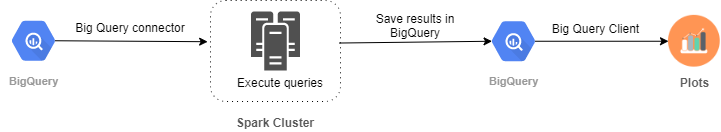 Big Query connector
BigQuery
Execute queries
Spark Cluster
Save results in
BigQuery
BigQuery
Big Query Client
Plots